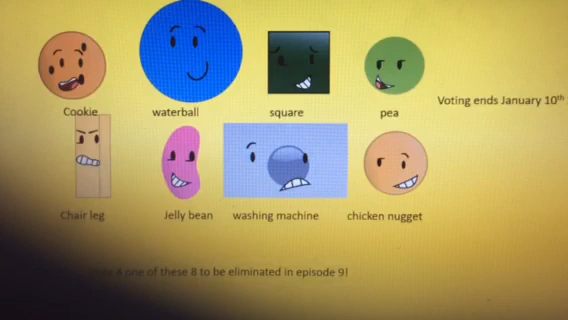 Cookie waterball square pea
Voting ends January 10th
Chair leg Jelly bean washing machine chicken nugget
one of these 8 to be eliminated in episode 9!